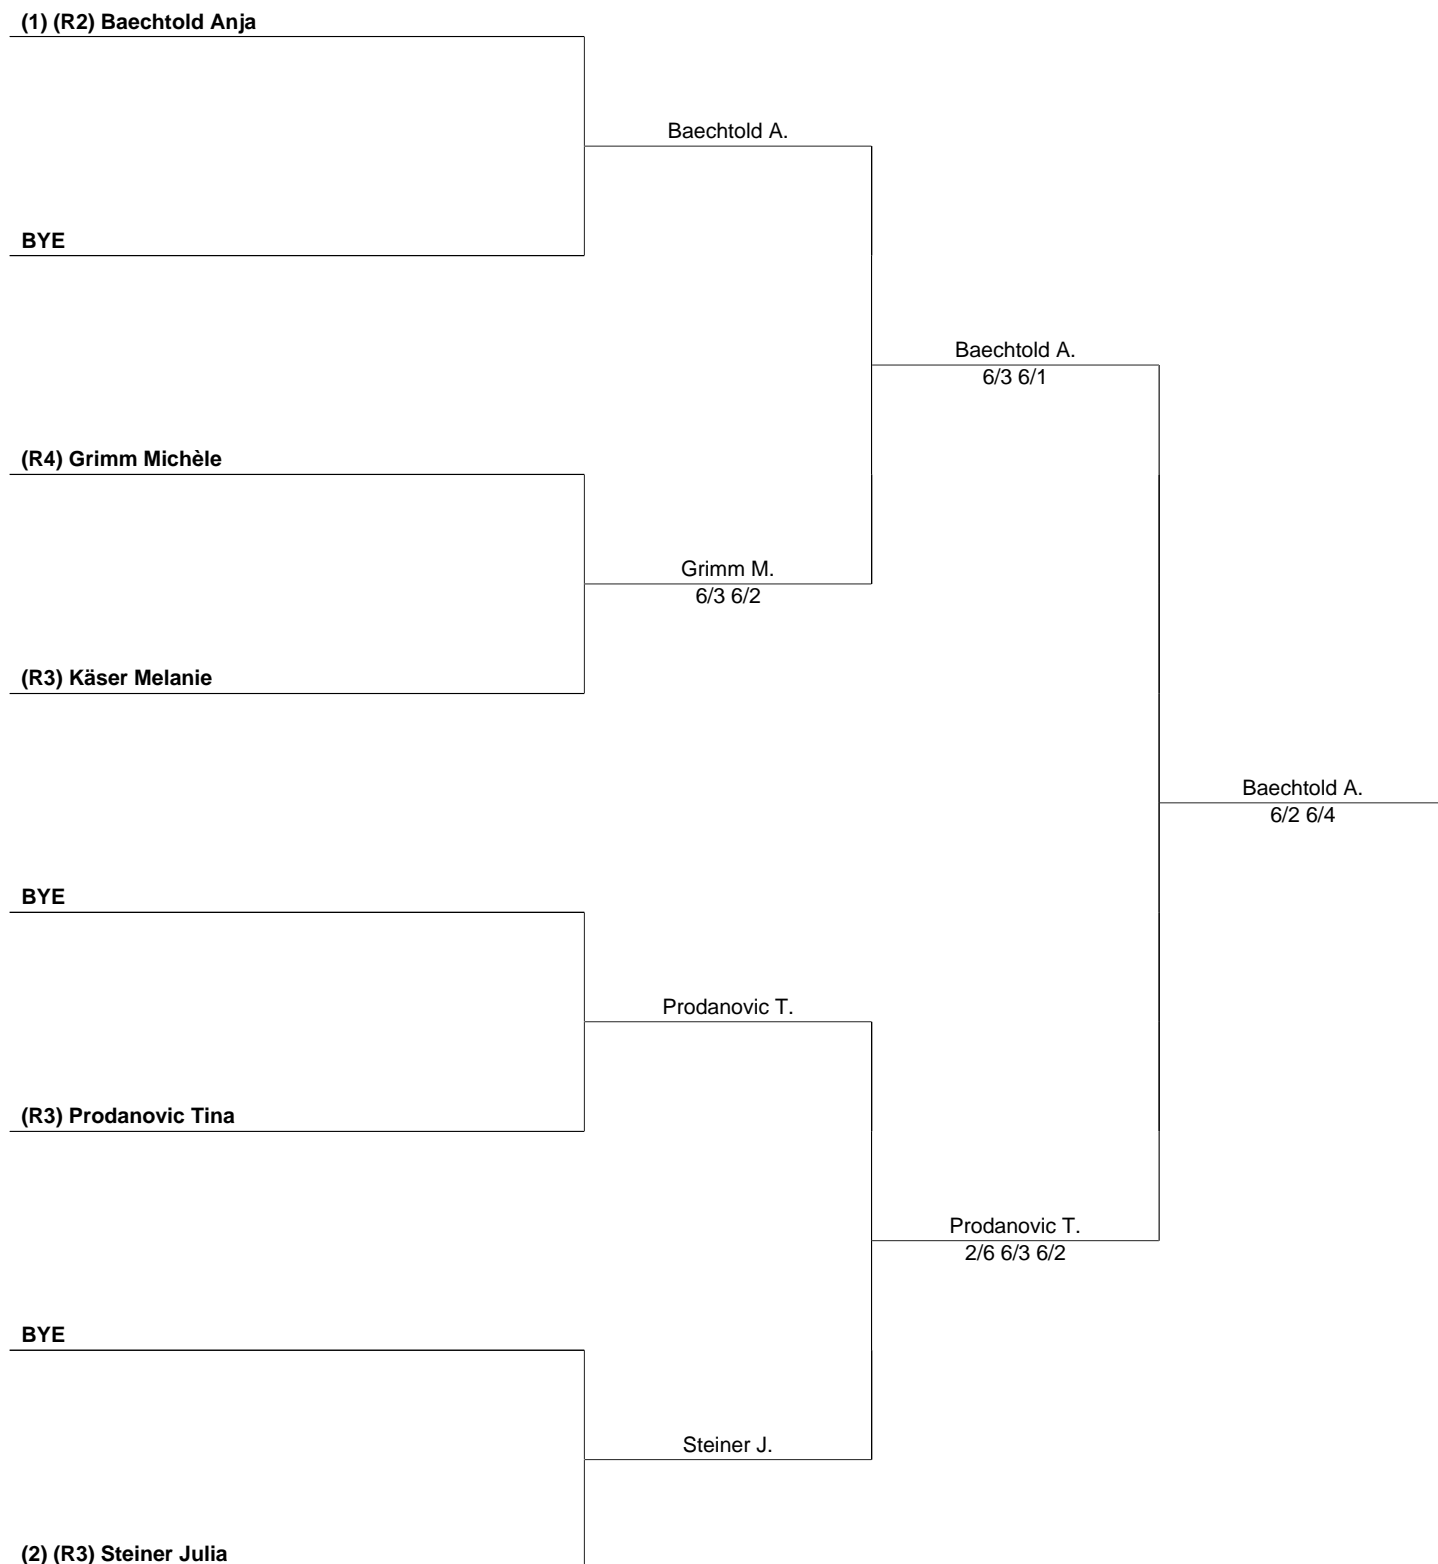 (1) (R2) Baechtold Anja
Baechtold A.
BYE
Baechtold A.
6/3 6/1
(R4) Grimm Michèle
Grimm M.
6/3 6/2
(R3) Käser Melanie
Baechtold A.
6/2 6/4
BYE
Prodanovic T.
(R3) Prodanovic Tina
Prodanovic T.
2/6 6/3 6/2
BYE
Steiner J.
(2) (R3) Steiner Julia